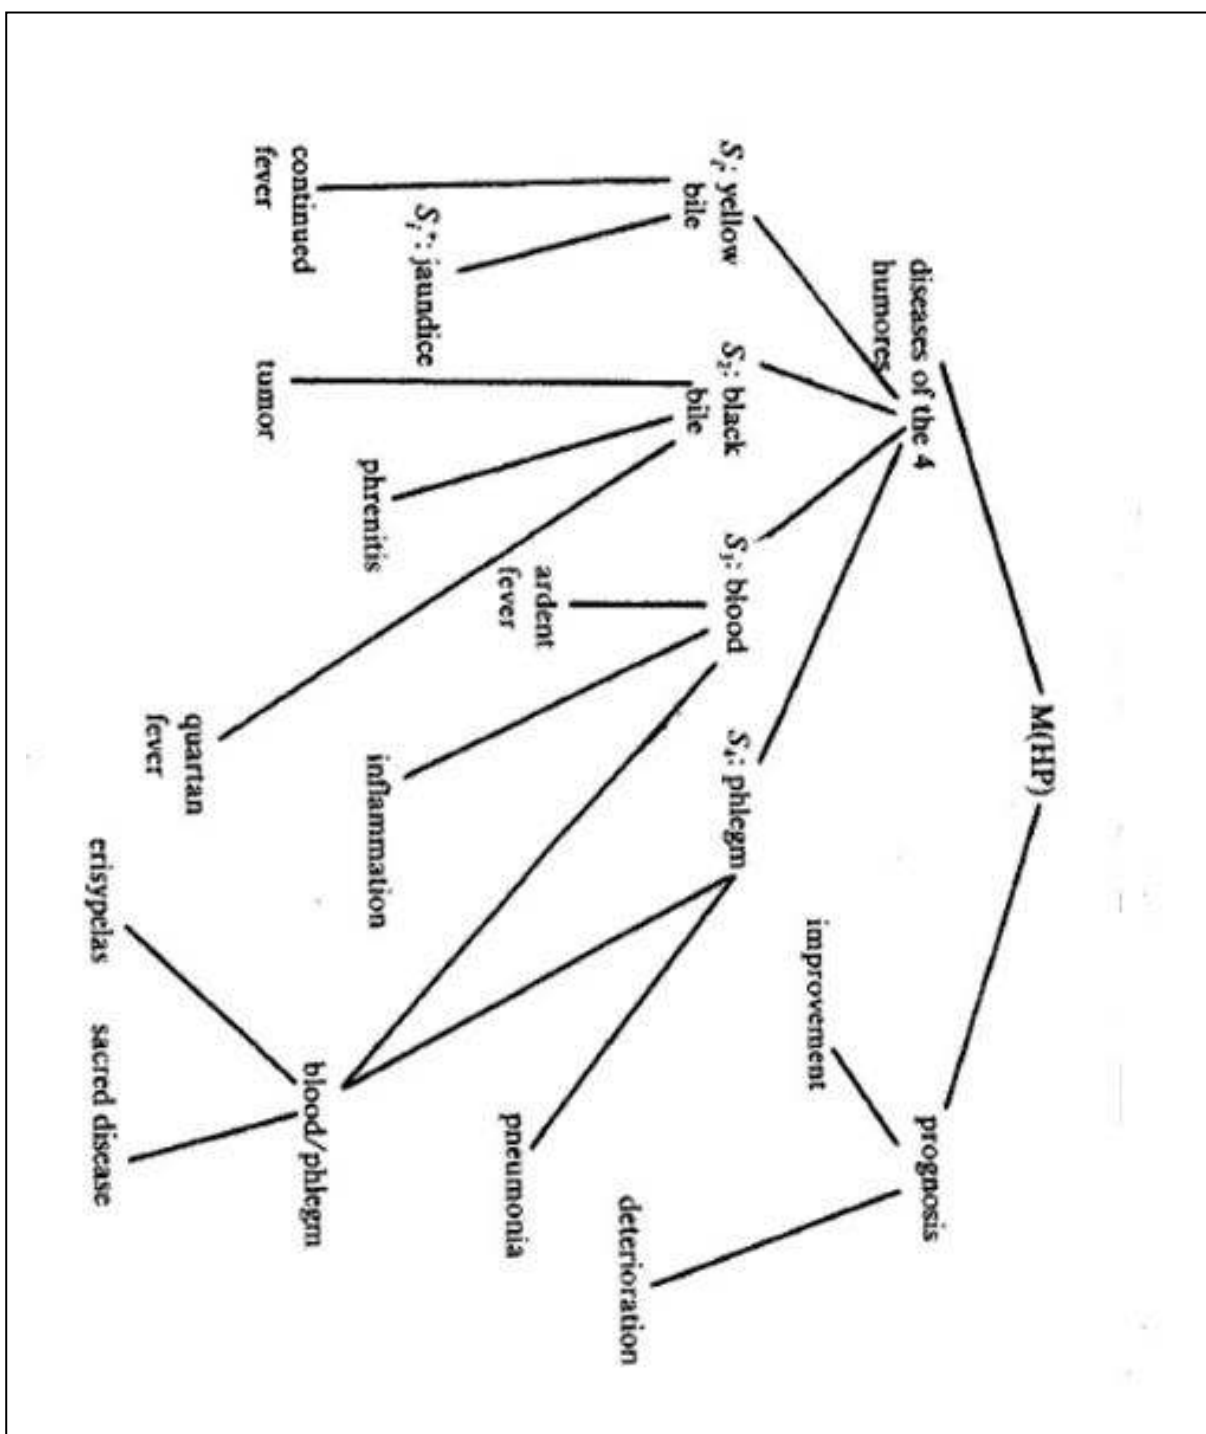 M(HP)
diseases of the 4
humores
prognosis
S₁: yellow
bile
S₂: black
bile
S₃: blood
S₄: phlegm
improvement
deterioration
continued
fever
S₁*: jaundice
tumor
phrenitis
quartan
fever
ardent
fever
inflammation
pneumonia
blood/phlegm
erisypelas
sacred disease